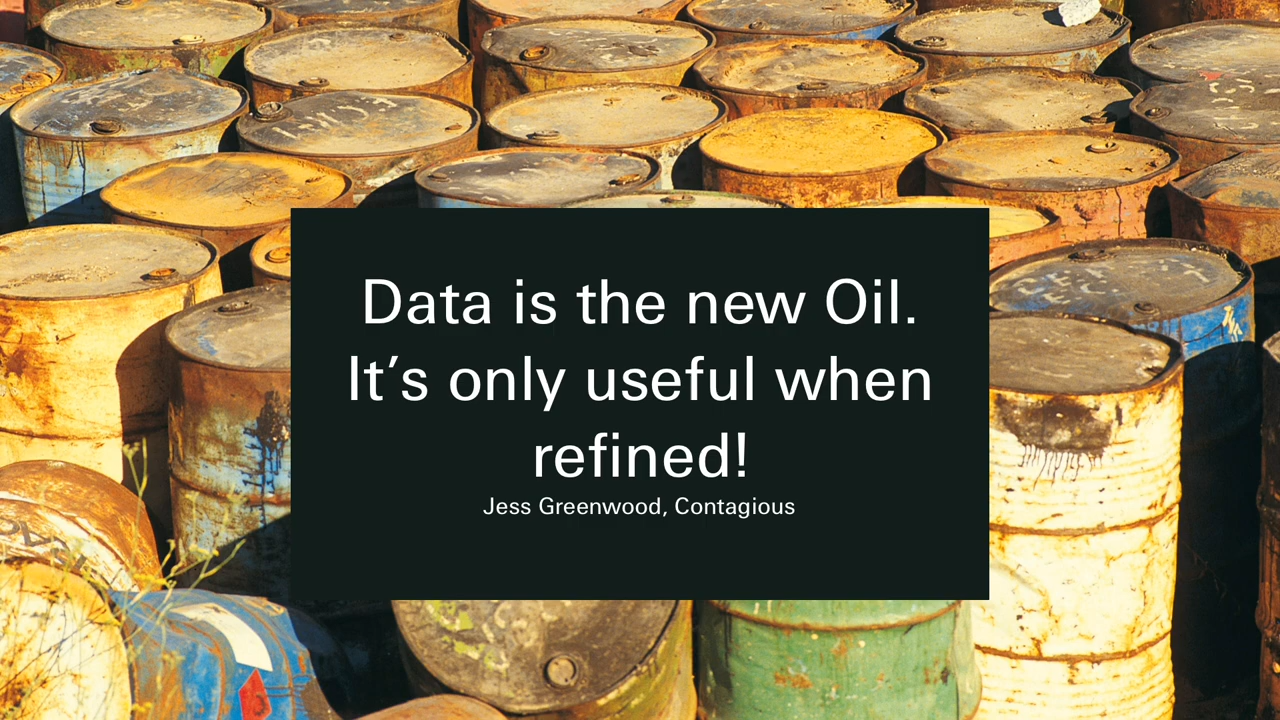 Data is the new Oil.
It’s only useful when
refined!
Jess Greenwood, Contagious